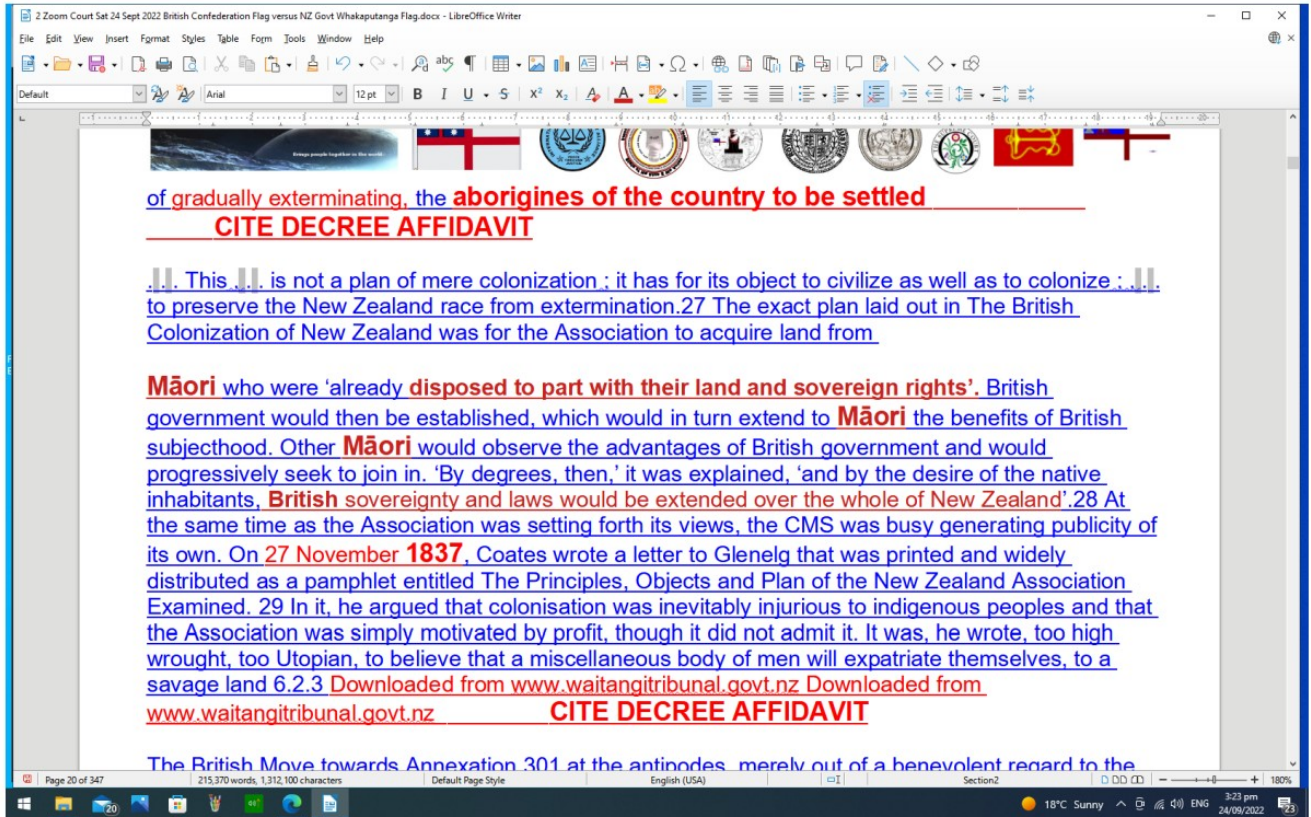 2 Zoom Court Sat 24 Sept 2022 British Confederation Flag versus NZ Govt Whakaputanga Flag.docx - LibreOffice Writer
File Edit View Insert Format Styles Table Form Tools Window Help
Default Arial 12 pt
of gradually exterminating, the aborigines of the country to be settled
CITE DECREE AFFIDAVIT
. . . This . . . is not a plan of mere colonization ; it has for its object to civilize as well as to colonize ; . . .
to preserve the New Zealand race from extermination.27 The exact plan laid out in The British
Colonization of New Zealand was for the Association to acquire land from
Māori who were ‘already disposed to part with their land and sovereign rights’. British
government would then be established, which would in turn extend to Māori the benefits of British
subjecthood. Other Māori would observe the advantages of British government and would
progressively seek to join in. ‘By degrees, then,’ it was explained, ‘and by the desire of the native
inhabitants, British sovereignty and laws would be extended over the whole of New Zealand’.28 At
the same time as the Association was setting forth its views, the CMS was busy generating publicity of
its own. On 27 November 1837, Coates wrote a letter to Glenelg that was printed and widely
distributed as a pamphlet entitled The Principles, Objects and Plan of the New Zealand Association
Examined. 29 In it, he argued that colonisation was inevitably injurious to indigenous peoples and that
the Association was simply motivated by profit, though it did not admit it. It was, he wrote, too high
wrought, too Utopian, to believe that a miscellaneous body of men will expatriate themselves, to a
savage land 6.2.3 Downloaded from www.waitangitribunal.govt.nz Downloaded from
www.waitangitribunal.govt.nz CITE DECREE AFFIDAVIT
The British Move towards Annexation 301 at the antipodes, merely out of a benevolent regard to the
Page 20 of 347 215,370 words, 1,312,100 characters Default Page Style English (USA) Section2 180%
20 18°C Sunny ENG 3:23 pm 23
24/09/2022